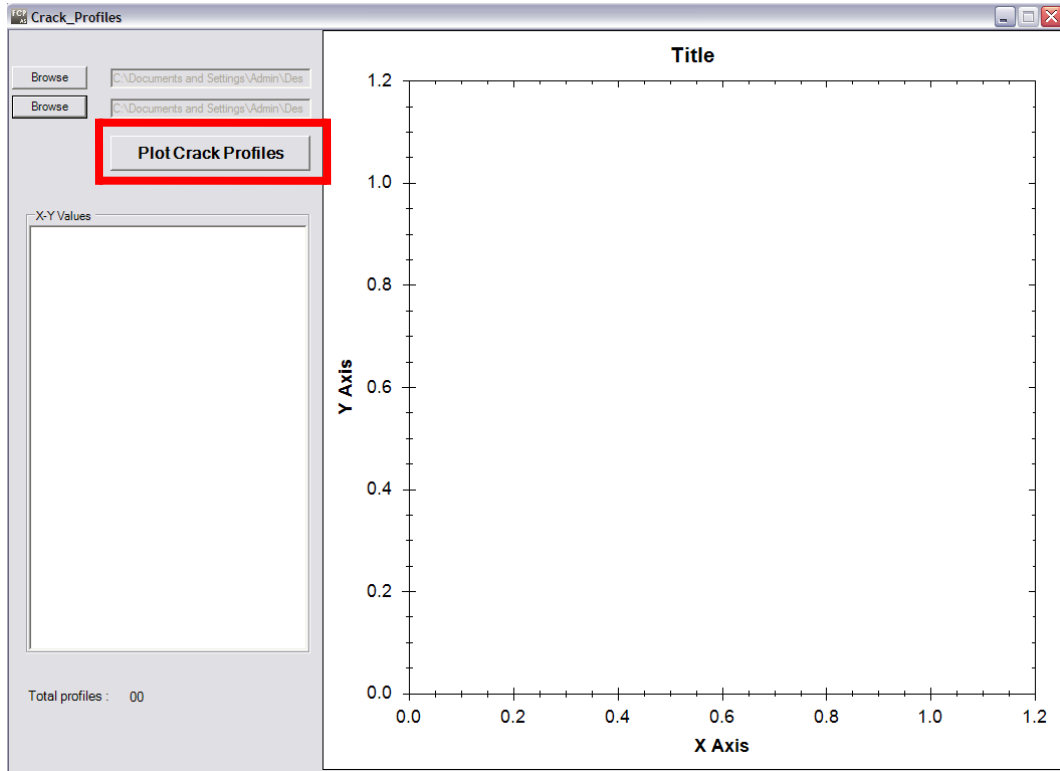 FCP
AS
Crack_Profiles
Browse
C:\Documents and Settings\Admin\Des
Browse
C:\Documents and Settings\Admin\Des
Plot Crack Profiles
X-Y Values
Total profiles : 00
Title
1.2
1.0
0.8
0.6
0.4
0.2
0.0
Y Axis
0.0 0.2 0.4 0.6 0.8 1.0 1.2
X Axis